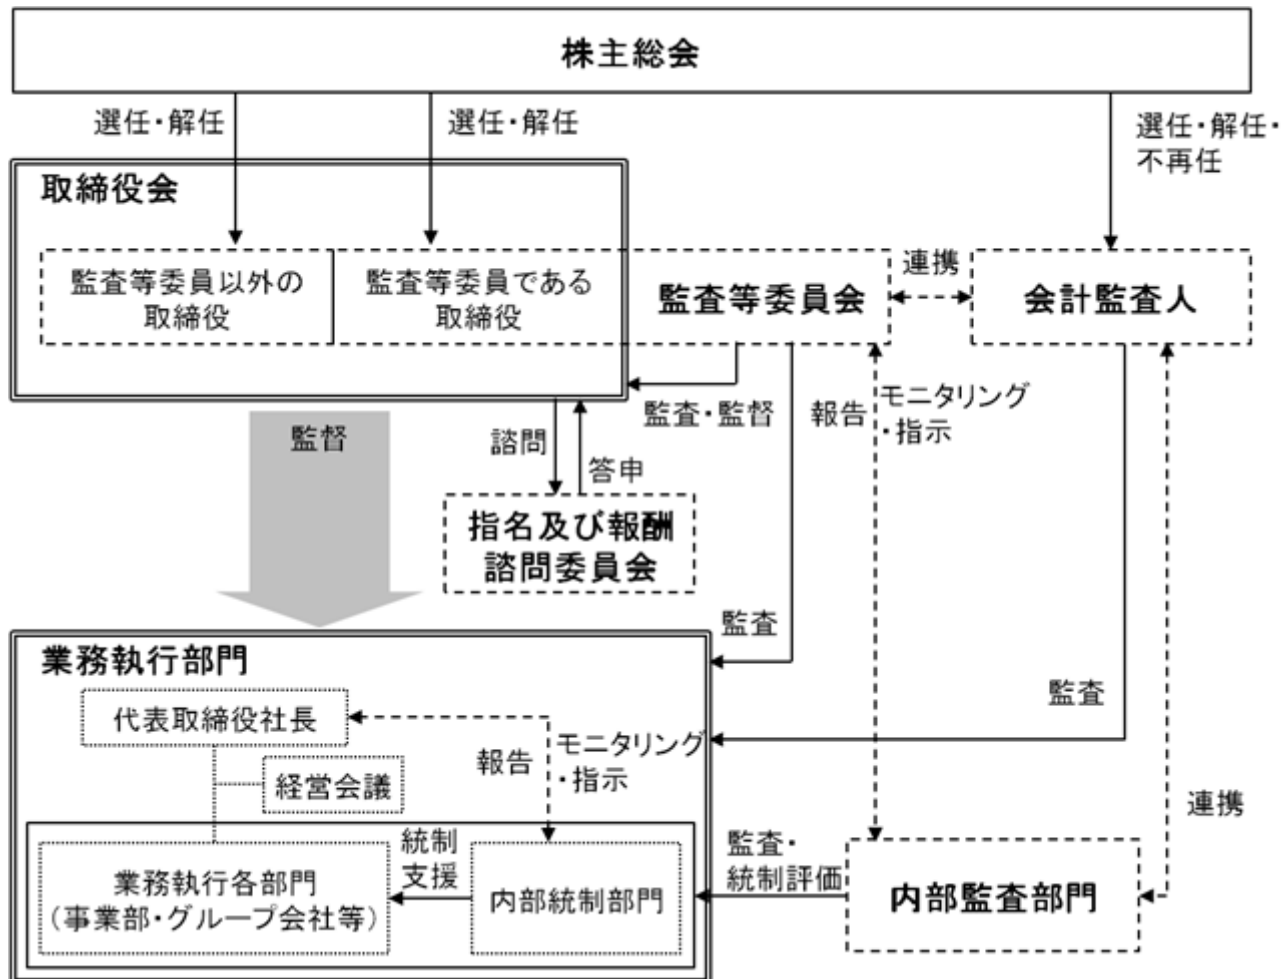 株主総会
選任・解任
選任・解任
選任・解任・
不再任
取締役会
監査等委員以外の
取締役
監査等委員である
取締役
監査等委員会
連携
会計監査人
監査・監督
報告
モニタリング
・指示
監督
諮問
答申
指名及び報酬
諮問委員会
監査
監査
業務執行部門
代表取締役社長
経営会議
報告
モニタリング
・指示
連携
業務執行各部門
（事業部・グループ会社等）
統制
支援
内部統制部門
監査・
統制評価
内部監査部門